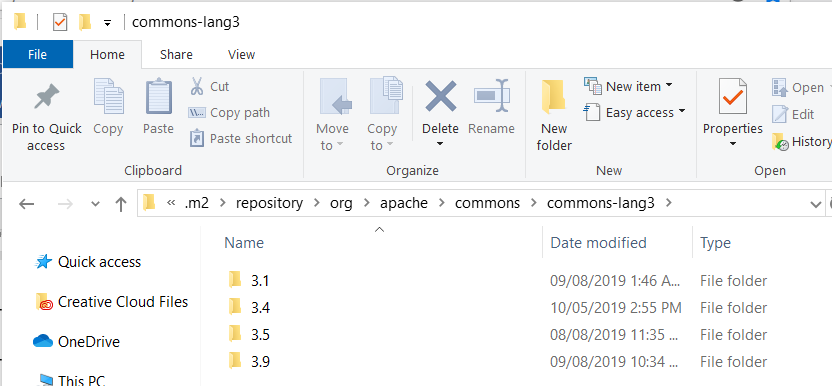 commons-lang3
File Home Share View
Pin to Quick access
Copy
Paste
Cut
Copy path
Paste shortcut
Clipboard
Move to
Copy to
Delete
Rename
Organize
New folder
New item
Easy access
New
Properties
Open
Edit
History
Open
« .m2 > repository > org > apache > commons > commons-lang3 >
Name Date modified Type
Quick access
Creative Cloud Files
OneDrive
This PC
3.1 09/08/2019 1:46 A... File folder
3.4 10/05/2019 2:55 PM File folder
3.5 08/08/2019 11:35 ... File folder
3.9 09/08/2019 10:34 ... File folder